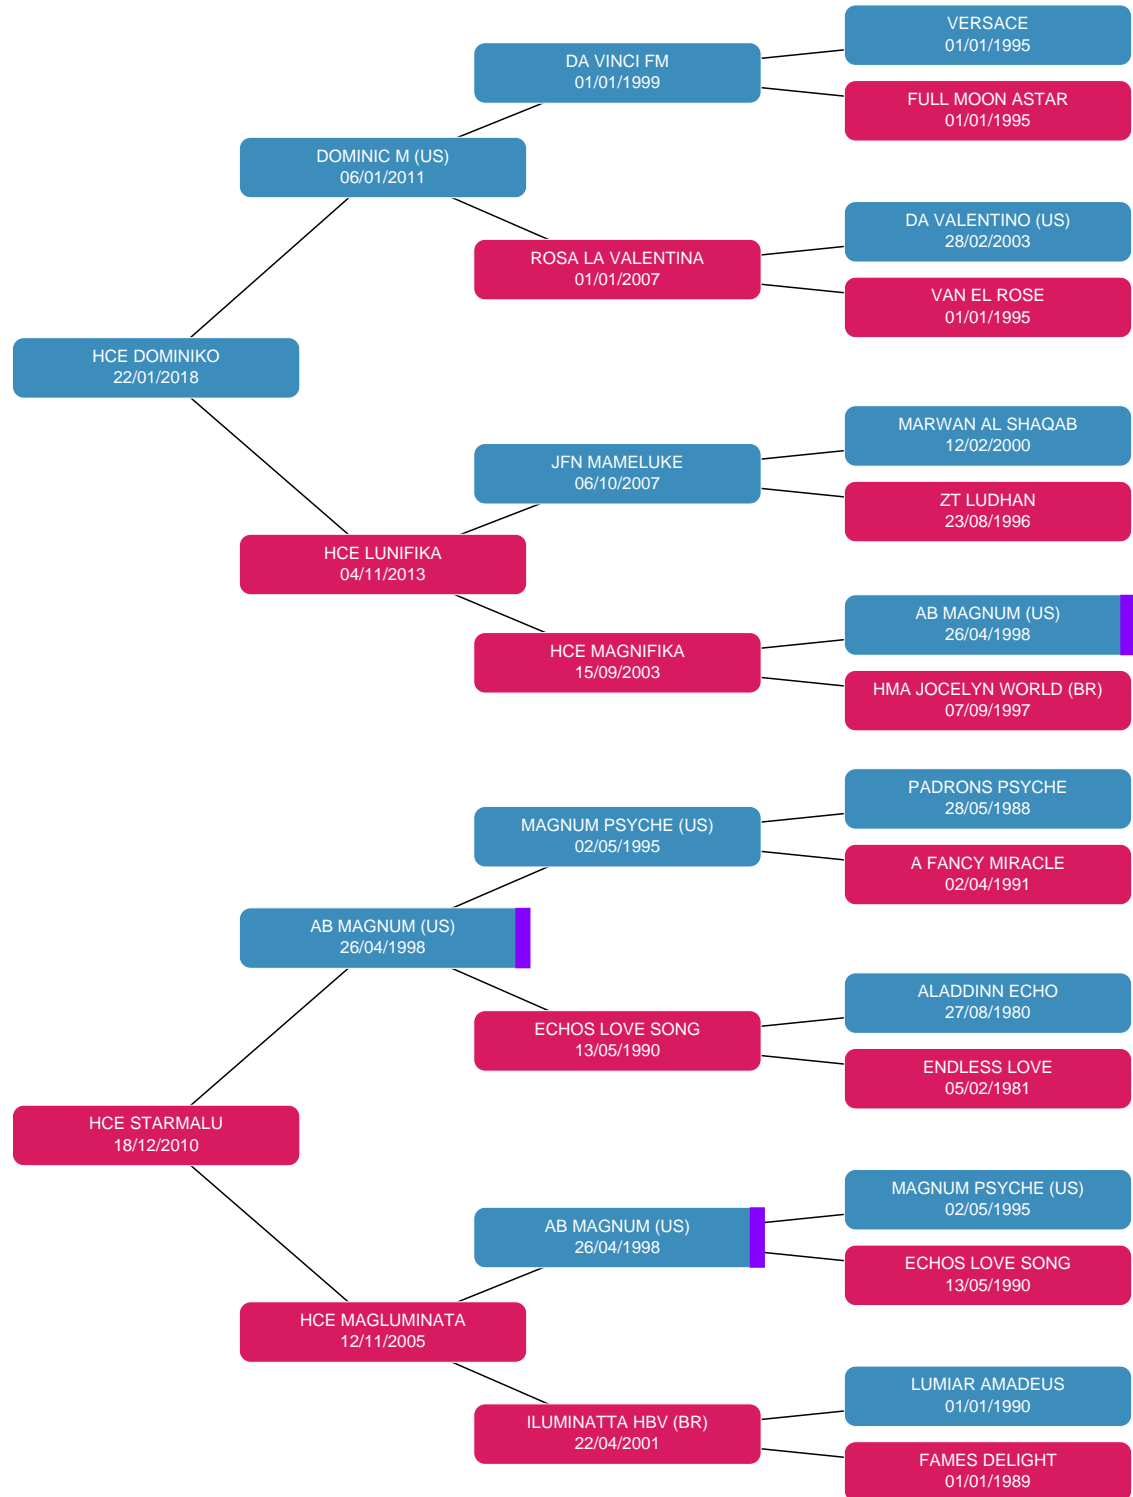 VERSACE
01/01/1995
DA VINCI FM
01/01/1999
FULL MOON ASTAR
01/01/1995
DOMINIC M (US)
06/01/2011
DA VALENTINO (US)
28/02/2003
ROSA LA VALENTINA
01/01/2007
VAN EL ROSE
01/01/1995
HCE DOMINIKO
22/01/2018
MARWAN AL SHAQAB
12/02/2000
JFN MAMELUKE
06/10/2007
ZT LUDHAN
23/08/1996
HCE LUNIFIKA
04/11/2013
AB MAGNUM (US)
26/04/1998
HCE MAGNIFIKA
15/09/2003
HMA JOCELYN WORLD (BR)
07/09/1997
PADRONS PSYCHE
28/05/1988
MAGNUM PSYCHE (US)
02/05/1995
A FANCY MIRACLE
02/04/1991
AB MAGNUM (US)
26/04/1998
ALADDINN ECHO
27/08/1980
ECHOS LOVE SONG
13/05/1990
ENDLESS LOVE
05/02/1981
HCE STARMALU
18/12/2010
MAGNUM PSYCHE (US)
02/05/1995
AB MAGNUM (US)
26/04/1998
ECHOS LOVE SONG
13/05/1990
HCE MAGLUMINATA
12/11/2005
LUMIAR AMADEUS
01/01/1990
ILUMINATTA HBV (BR)
22/04/2001
FAMES DELIGHT
01/01/1989